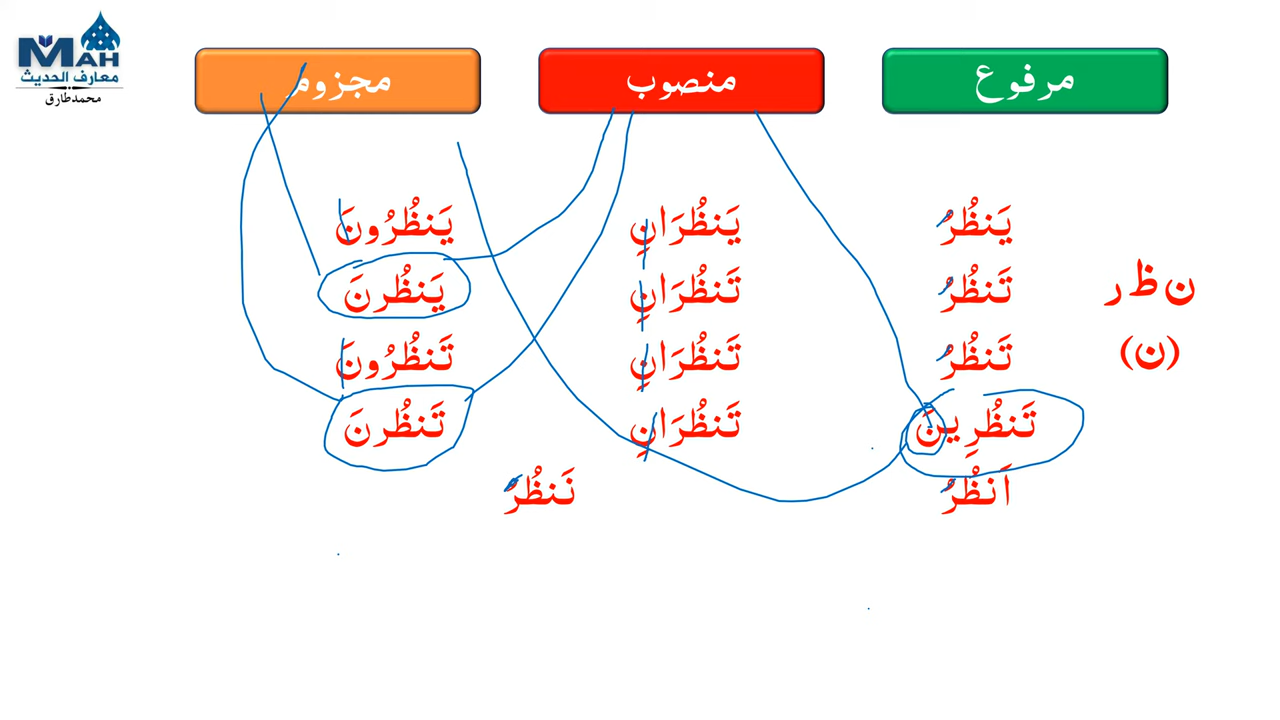 MAH
معارف الحدیث
محمد طارق
مرفوع منصوب مجزوم
يَنظُرُ يَنظُرَانِ يَنظُرُونَ
ن ظ ر
تَنظُرُ تَنظُرَانِ يَنظُرنَ
(ن)
تَنظُرُ تَنظُرَانِ تَنظُرُونَ
تَنظُرِينَ تَنظُرَانِ تَنظُرنَ
اَنظُرُ نَنظُرُ